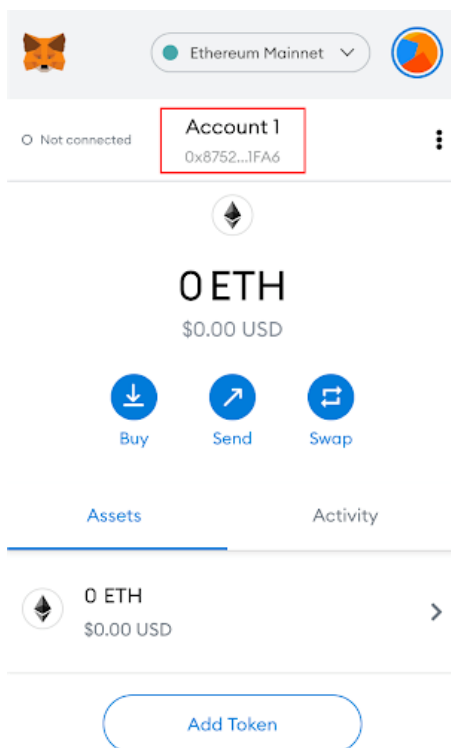 Ethereum Mainnet
Not connected
Account 1
0x8752...1FA6
0 ETH
$0.00 USD
Buy
Send
Swap
Assets
Activity
0 ETH
$0.00 USD
Add Token